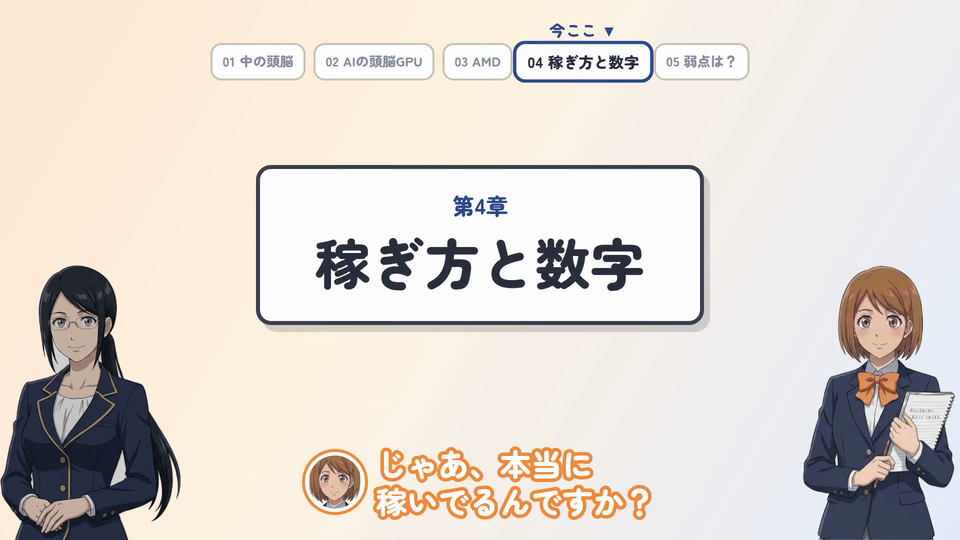 今ここ ▼
01 中の頭脳
02 AIの頭脳GPU
03 AMD
04 稼ぎ方と数字
05 弱点は？
第4章
稼ぎ方と数字
じゃあ、本当に
稼いでるんですか？